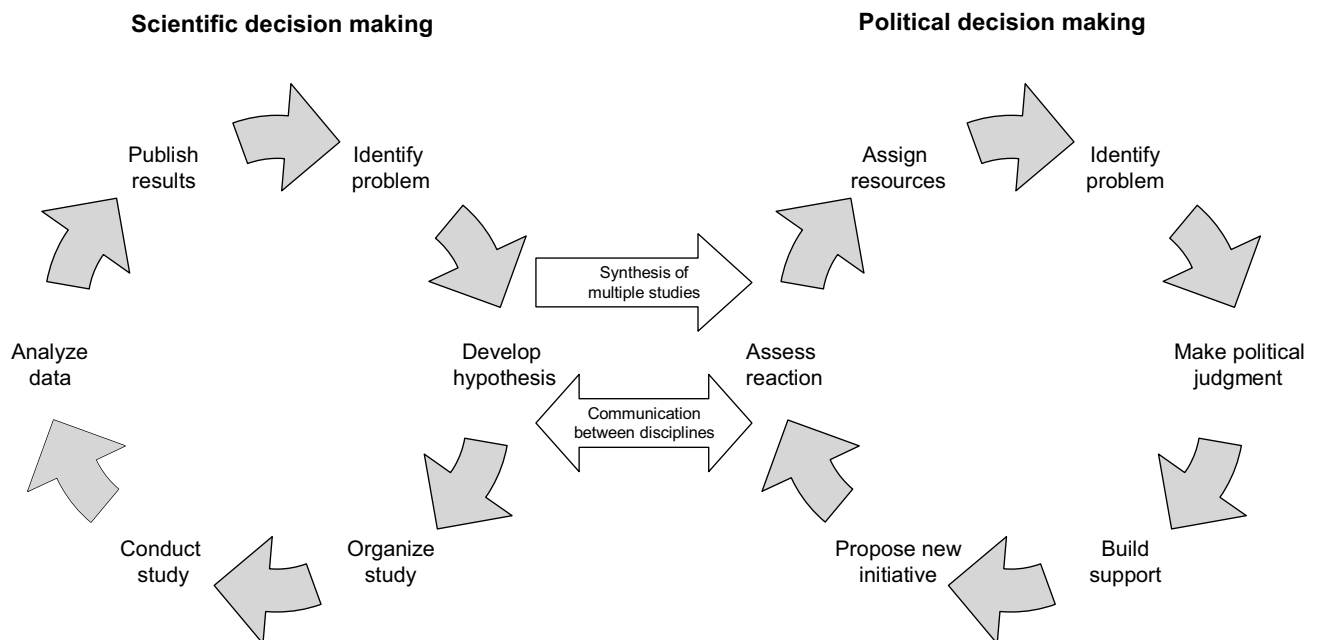 Scientific decision making
Political decision making
Publish
results
Identify
problem
Develop
hypothesis
Organize
study
Conduct
study
Analyze
data
Synthesis of
multiple studies
Communication
between disciplines
Assign
resources
Identify
problem
Make political
judgment
Build
support
Propose new
initiative
Assess
reaction